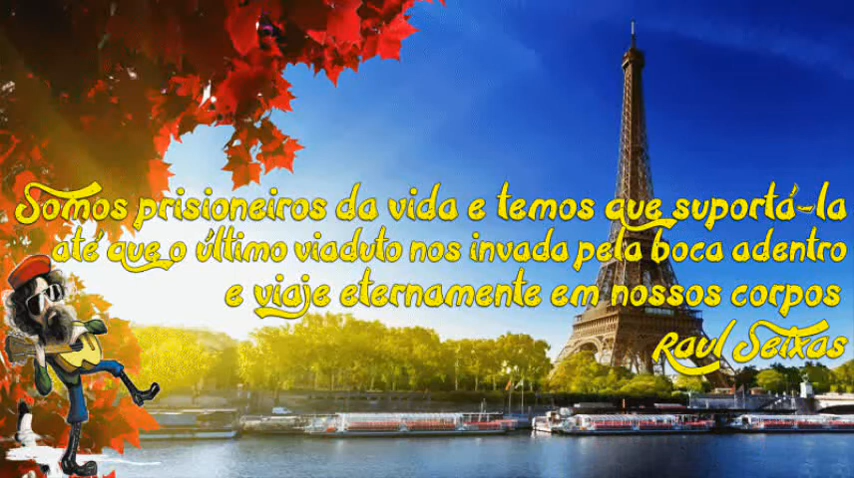 Somos prisioneiros da vida e temos que suportá-la
até que o último viaduto nos invada pela boca adentro
e viaje eternamente em nossos corpos
Raul Seixas